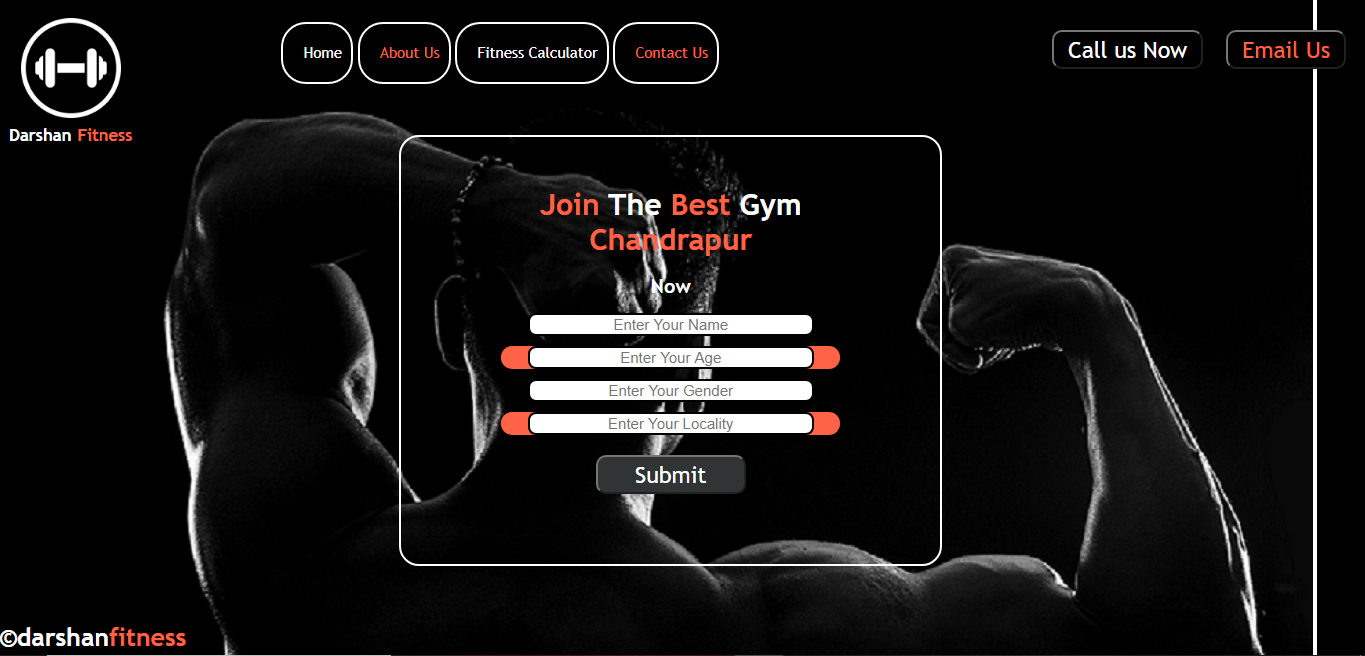 Home
About Us
Fitness Calculator
Contact Us
Call us Now
Email Us
Darshan Fitness
Join The Best Gym
Chandrapur
Now
Enter Your Name
Enter Your Age
Enter Your Gender
Enter Your Locality
Submit
©darshanfitness